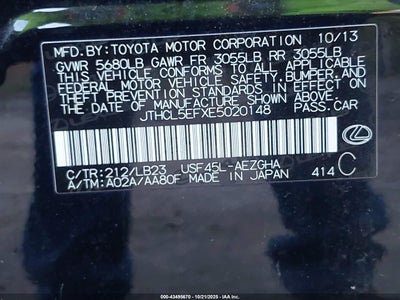 MFD. BY: TOYOTA MOTOR CORPORATION 10/13
GVWR 5680LB GAWR FR 3055LB RR 3055LB
THIS VEHICLE CONFORMS TO ALL APPLICABLE
FEDERAL MOTOR VEHICLE SAFETY, BUMPER, AND
THEFT PREVENTION STANDARDS IN EFFECT ON THE
DATE OF MANUFACTURE SHOWN ABOVE.
JTHCL5EFXE5020148 PASS.CAR
C/TR:212/LB23 USF45L-AEZGHA
A/TM:A02A/AA80F MADE IN JAPAN 414 C
000-43495670 - 10/21/2025 - IAA Inc.